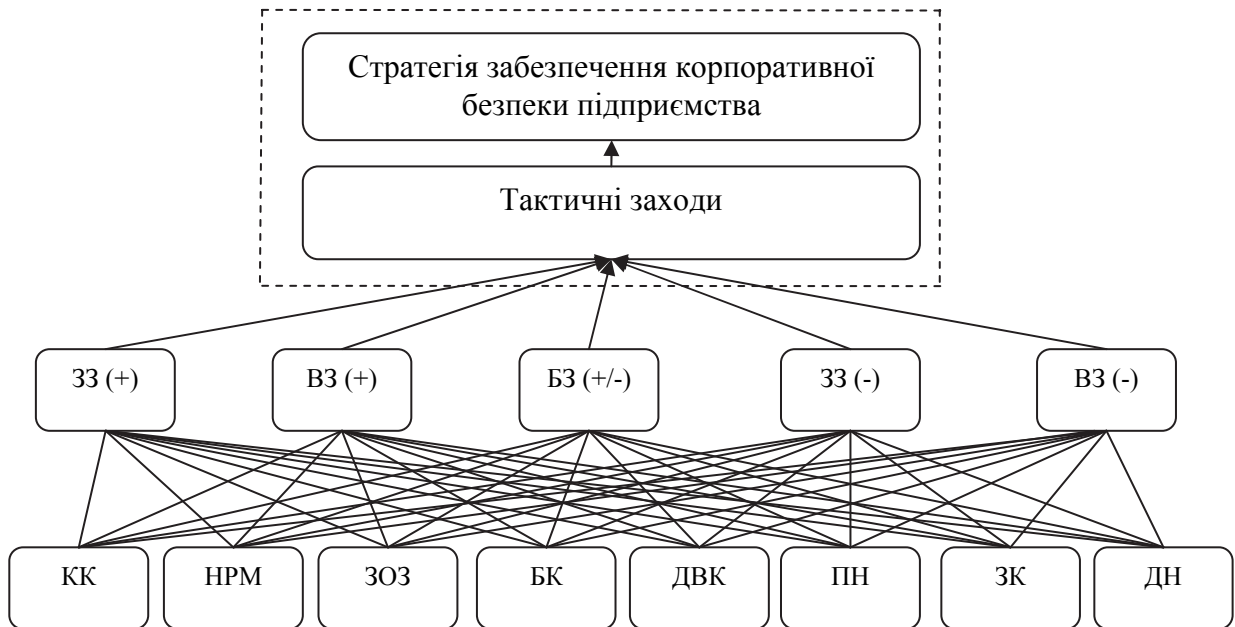 Стратегія забезпечення корпоративної
безпеки підприємства
Тактичні заходи
ЗЗ (+)
ВЗ (+)
БЗ (+/-)
ЗЗ (-)
ВЗ (-)
КК
НРМ
ЗОЗ
БК
ДВК
ПН
ЗК
ДН